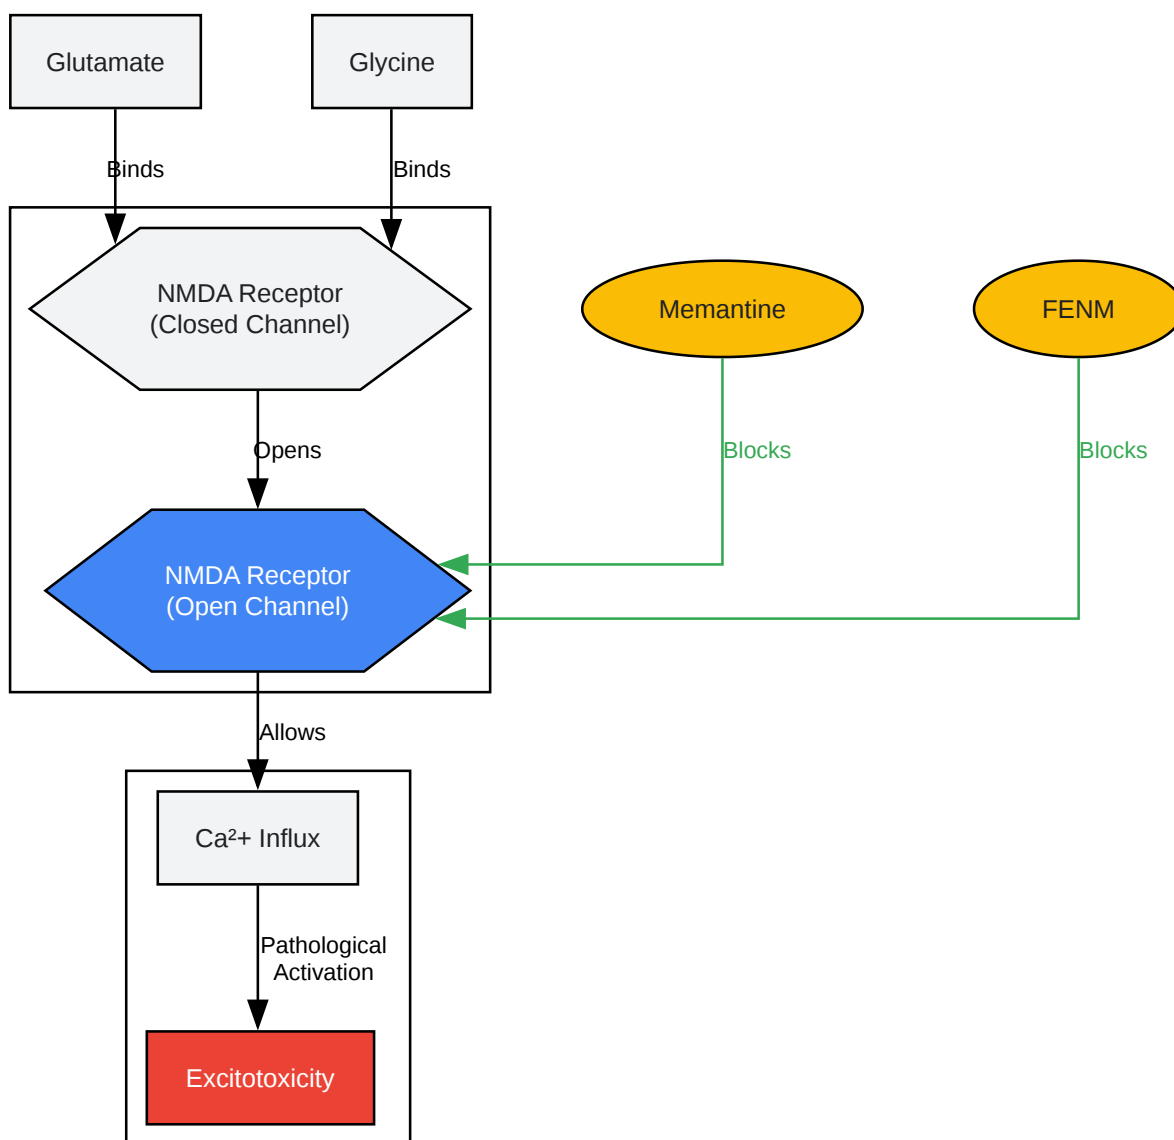 Glutamate
Glycine
Binds
Binds
NMDA Receptor
(Closed Channel)
Memantine
FENM
Opens
Blocks
Blocks
NMDA Receptor
(Open Channel)
Allows
Ca²+ Influx
Pathological
Activation
Excitotoxicity